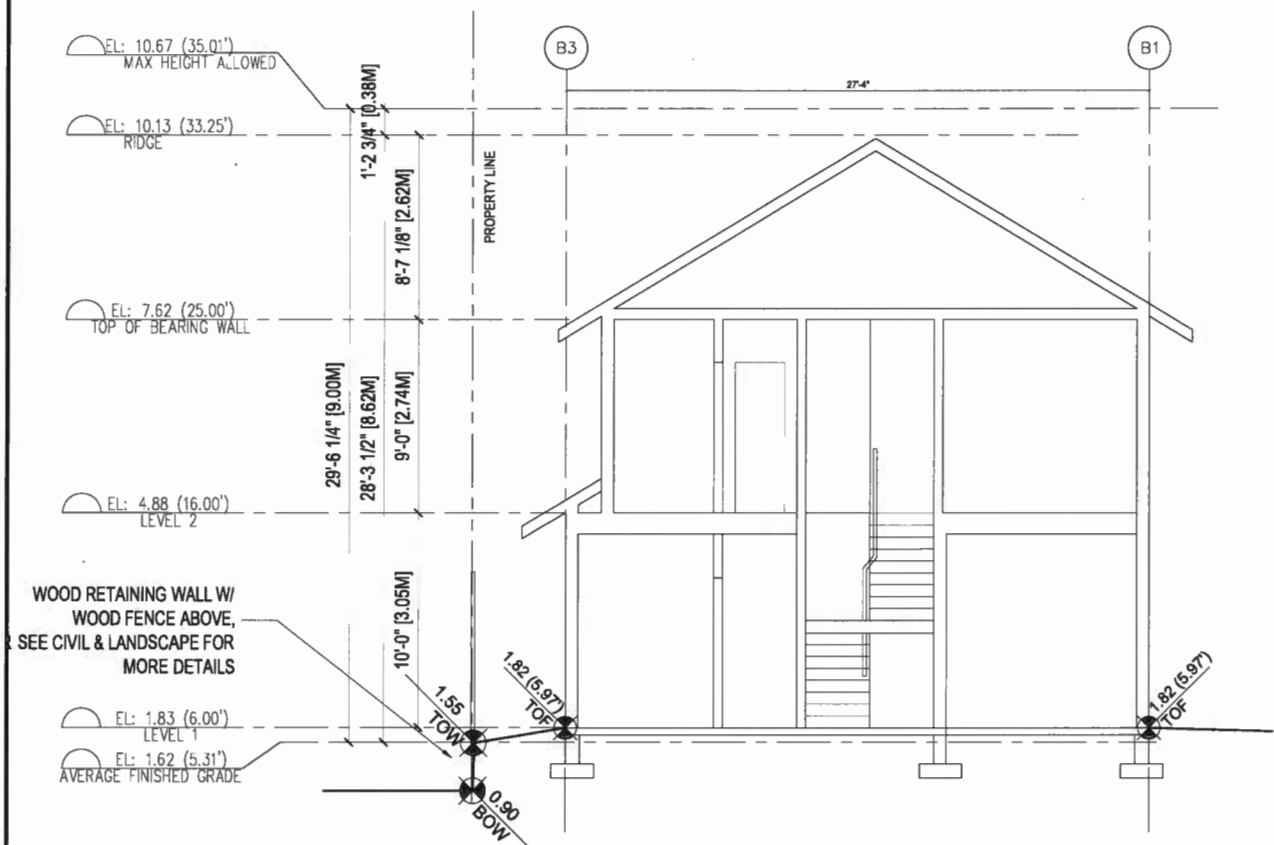 EL: 10.67 (35.01')
MAX HEIGHT ALLOWED
B3
B1
27'-4"
EL: 10.13 (33.25')
RIDGE
1'-2 3/4" [0.38M]
PROPERTY LINE
8'-7 1/8" [2.62M]
EL: 7.62 (25.00')
TOP OF BEARING WALL
29'-6 1/4" [9.00M]
28'-3 1/2" [8.62M]
9'-0" [2.74M]
EL: 4.88 (16.00')
LEVEL 2
WOOD RETAINING WALL W/
WOOD FENCE ABOVE,
SEE CIVIL & LANDSCAPE FOR
MORE DETAILS
10'-0" [3.05M]
1.55
TOW
1.82 (5.97')
TOF
1.82 (5.97')
TOF
EL: 1.83 (6.00')
LEVEL 1
EL: 1.62 (5.31')
AVERAGE FINISHED GRADE
0.90
BOW